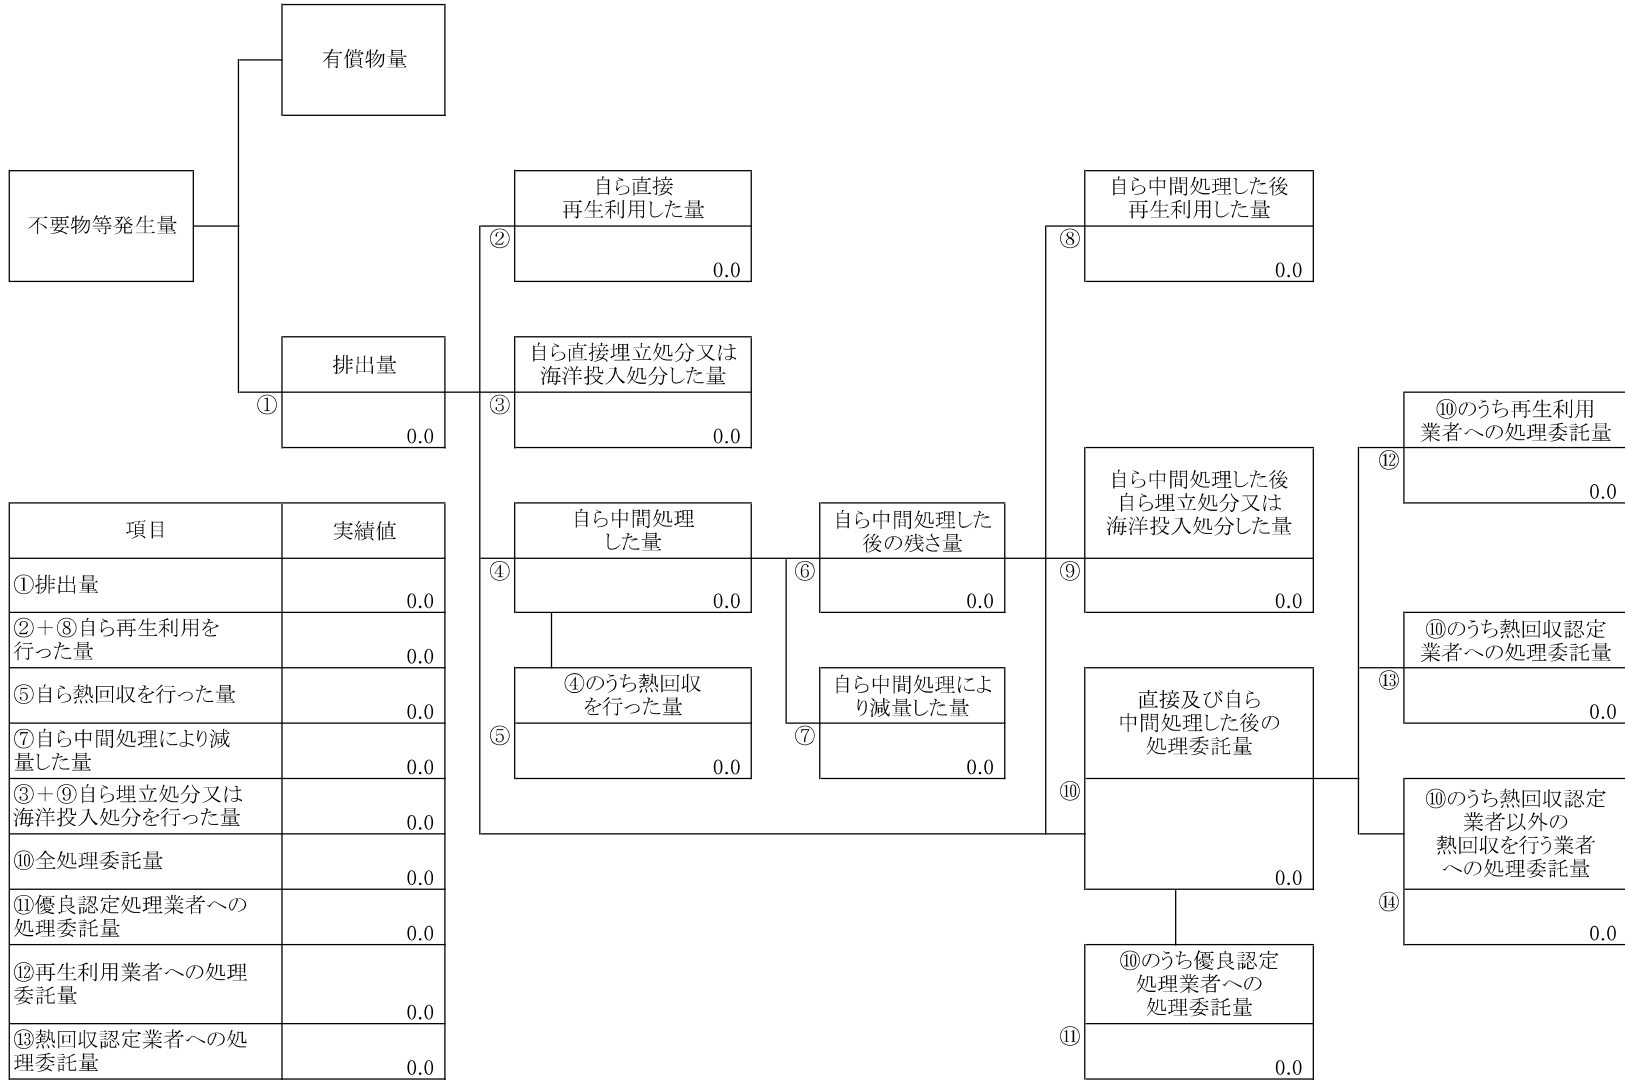 有償物量
不要物等発生量
排出量
①
0.0
自ら直接
再生利用した量
②
0.0
自ら直接埋立処分又は
海洋投入処分した量
③
0.0
自ら中間処理
した量
④
0.0
④のうち熱回収
を行った量
⑤
0.0
自ら中間処理した
後の残さ量
⑥
0.0
自ら中間処理によ
り減量した量
⑦
0.0
自ら中間処理した後
再生利用した量
⑧
0.0
自ら中間処理した後
自ら埋立処分又は
海洋投入処分した量
⑨
0.0
直接及び自ら
中間処理した後の
処理委託量
⑩
0.0
⑩のうち優良認定
処理業者への
処理委託量
⑪
0.0
⑩のうち再生利用
業者への処理委託量
⑫
0.0
⑩のうち熱回収認定
業者への処理委託量
⑬
0.0
⑩のうち熱回収認定
業者以外の
熱回収を行う業者
への処理委託量
⑭
0.0
項目 実績値
①排出量
0.0
②＋⑧自ら再生利用を
行った量
0.0
⑤自ら熱回収を行った量
0.0
⑦自ら中間処理により減
量した量
0.0
③＋⑨自ら埋立処分又は
海洋投入処分を行った量
0.0
⑩全処理委託量
0.0
⑪優良認定処理業者への
処理委託量
0.0
⑫再生利用業者への処理
委託量
0.0
⑬熱回収認定業者への処
理委託量
0.0